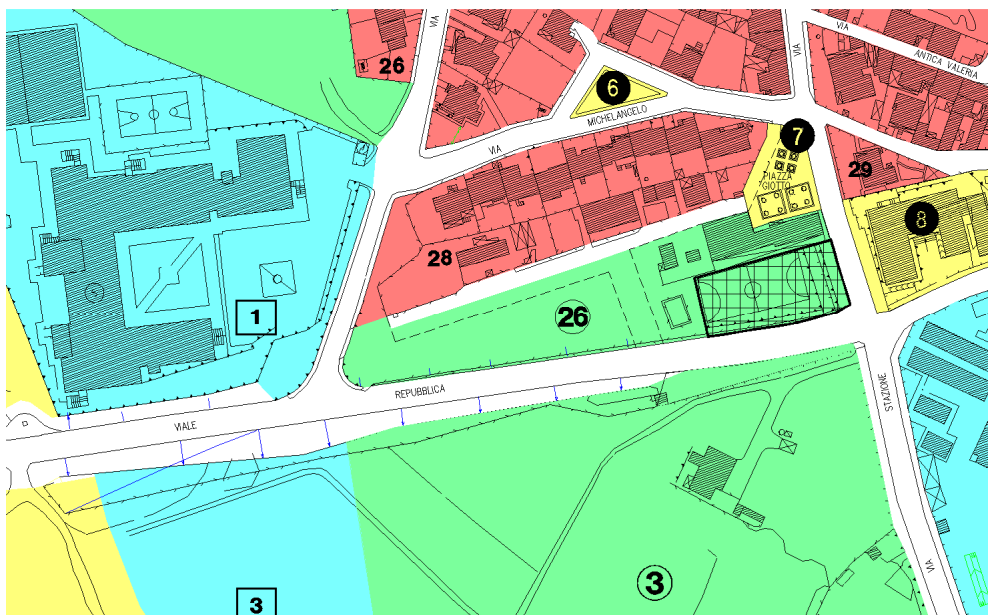 VIA
VIA
VIA
ANTICA VALERIA
26
6
MICHELANGELO
VIA
7
PIAZZA
GIOTTO
29
8
28
1
26
REPUBBLICA
VIALE
STAZIONE
VIA
3
3